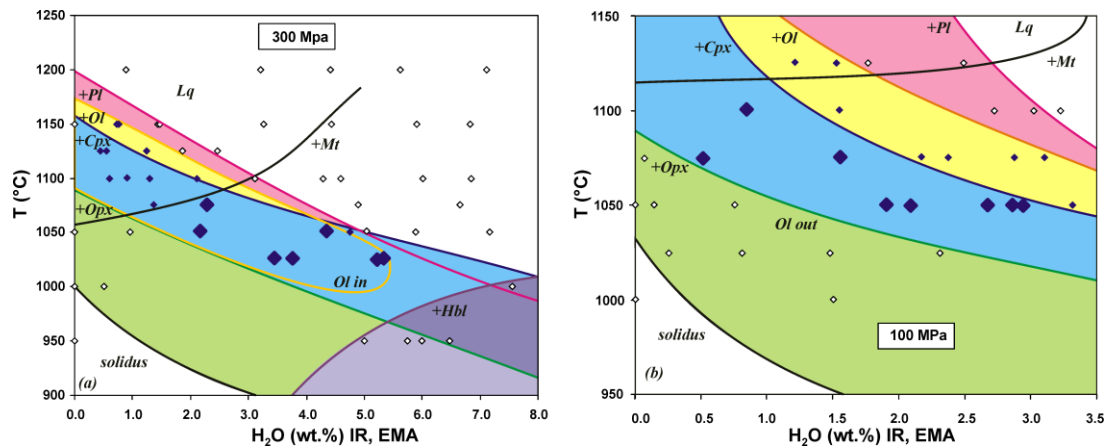 300 Mpa
Lq
+Pl
+Ol
+Cpx
+Mt
+Opx
Ol in
+Hbl
solidus
(a)
T (°C)
1250
1200
1150
1100
1050
1000
950
900
0.0 1.0 2.0 3.0 4.0 5.0 6.0 7.0 8.0
H₂O (wt.%) IR, EMA
+Cpx
+Ol
+Pl
Lq
+Mt
+Opx
Ol out
solidus
100 MPa
(b)
T (°C)
1150
1100
1050
1000
950
0.0 0.5 1.0 1.5 2.0 2.5 3.0 3.5
H₂O (wt.%) IR, EMA